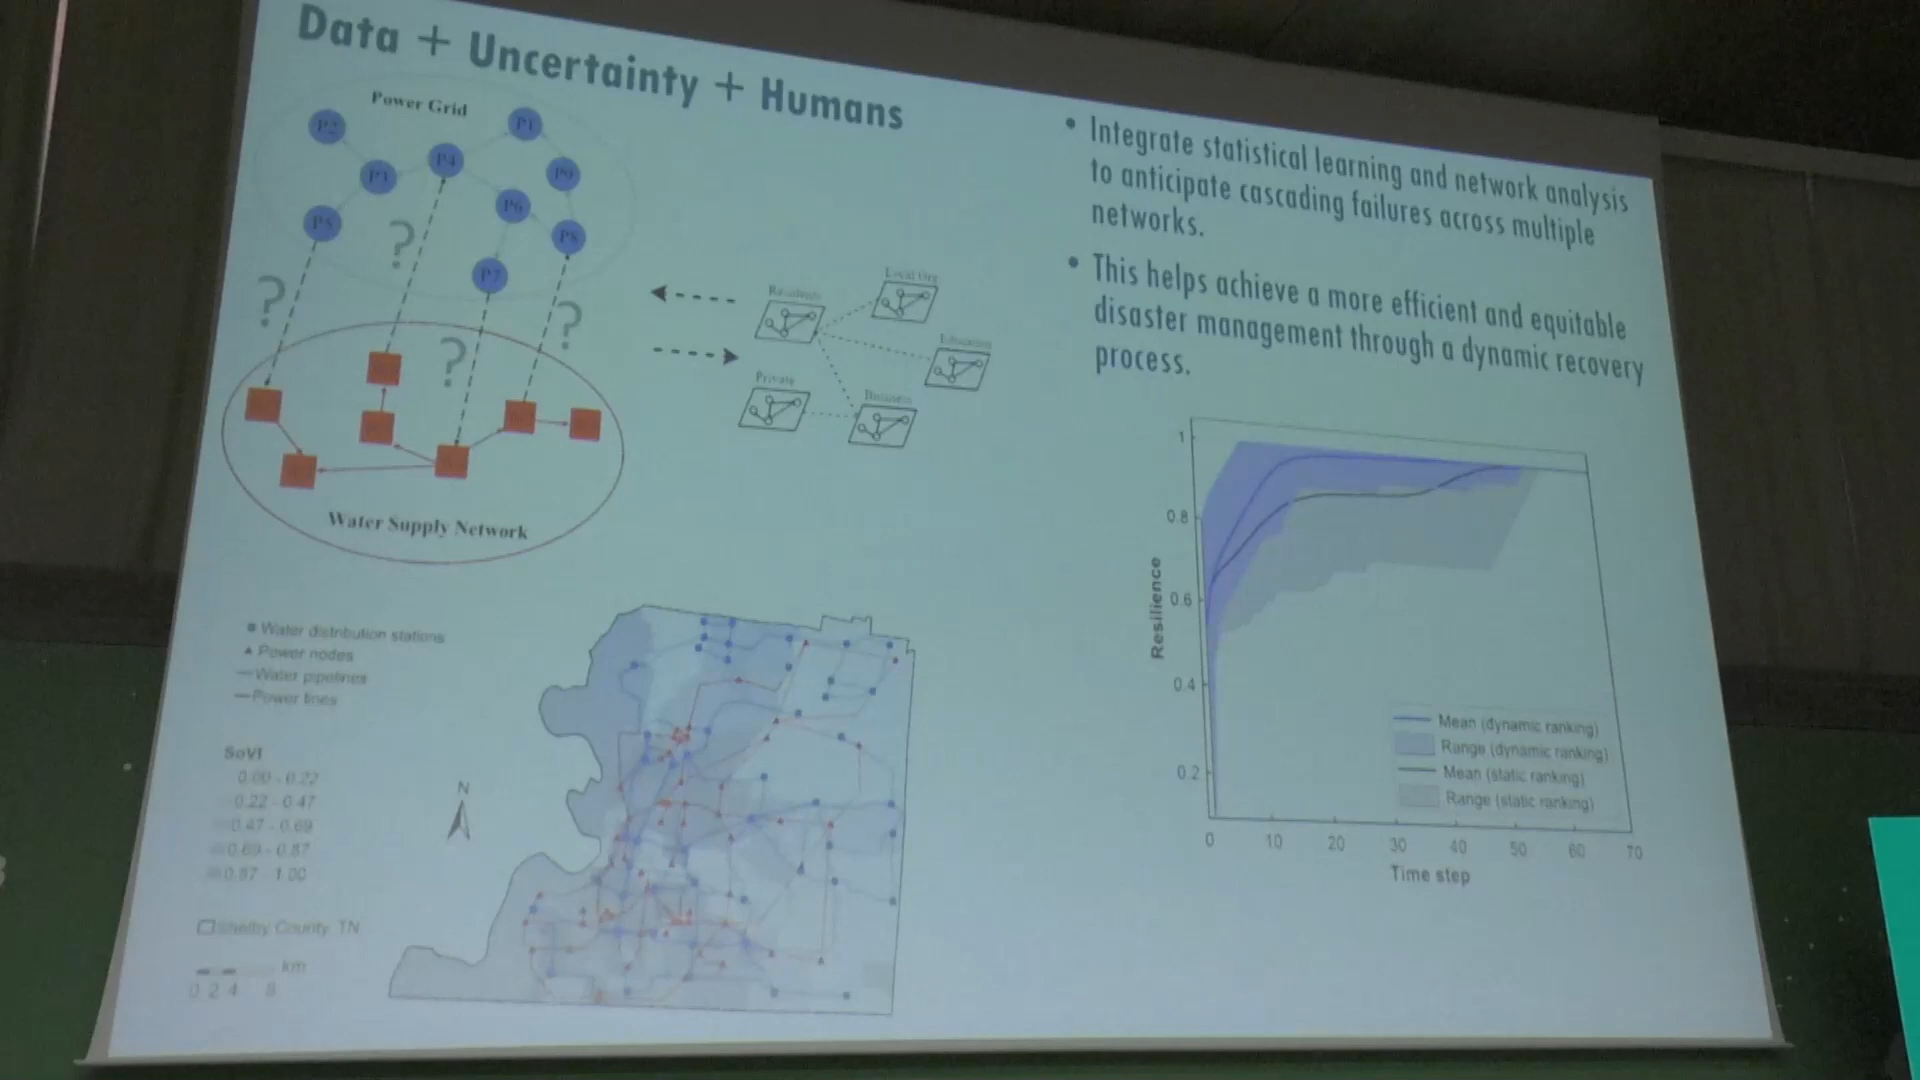 Data + Uncertainty + Humans
Power Grid
P2
P1
P4
P9
P3
P6
P5
P8
P7
?
?
?
?
Water Supply Network
Residents
Local Org
Education
Private
Business
• Integrate statistical learning and network analysis
to anticipate cascading failures across multiple
networks.
• This helps achieve a more efficient and equitable
disaster management through a dynamic recovery
process.
Water distribution stations
Power nodes
Water pipelines
Power lines
SoVI
0.00 - 0.22
0.22 - 0.47
0.47 - 0.69
0.69 - 0.87
0.87 1.00
Shelby County, TN
km
0 2 4 8
N
Resilience
1
0.8
0.6
0.4
0.2
0 10 20 30 40 50 60 70
Time step
Mean (dynamic ranking)
Range (dynamic ranking)
Mean (static ranking)
Range (static ranking)